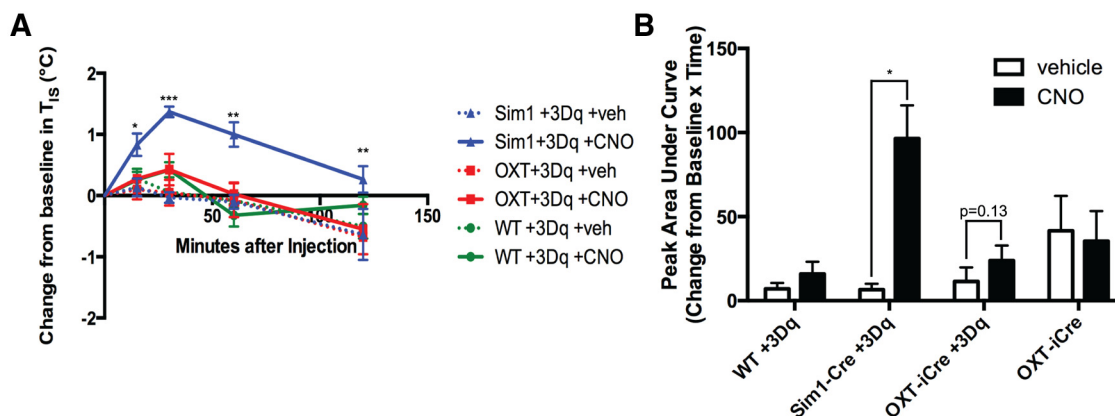 A
Change from baseline in TIS (°C)
2
1
0
-1
-2
*
***
**
**
50
100
150
Minutes after Injection
Sim1 +3Dq +veh
Sim1+3Dq +CNO
OXT+3Dq +veh
OXT+3Dq +CNO
WT +3Dq +veh
WT +3Dq +CNO
B
Peak Area Under Curve
(Change from Baseline x Time)
150
100
50
0
*
p=0.13
vehicle
CNO
WT +3Dq
Sim1-Cre +3Dq
OXT-iCre +3Dq
OXT-iCre